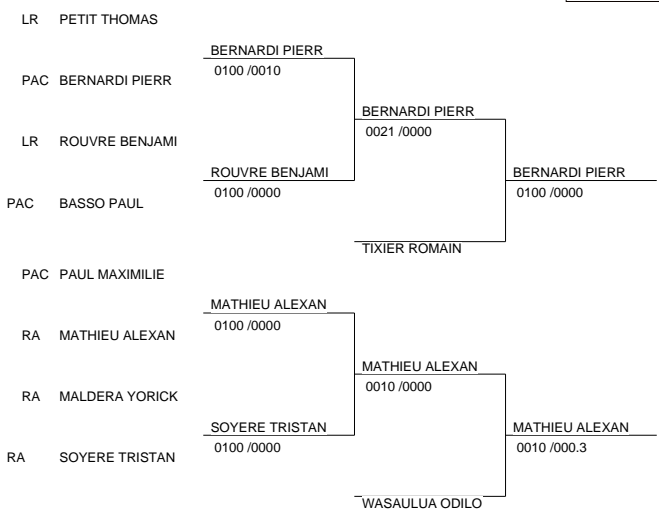 LR PETIT THOMAS
BERNARDI PIERR
0100 /0010
PAC BERNARDI PIERR
BERNARDI PIERR
0021 /0000
LR ROUVRE BENJAMI
ROUVRE BENJAMI
0100 /0000
BERNARDI PIERR
0100 /0000
PAC BASSO PAUL
TIXIER ROMAIN
PAC PAUL MAXIMILIE
MATHIEU ALEXAN
0100 /0000
RA MATHIEU ALEXAN
MATHIEU ALEXAN
0010 /0000
RA MALDERA YORICK
SOYERE TRISTAN
0100 /0000
MATHIEU ALEXAN
0010 /000.3
RA SOYERE TRISTAN
WASAULUA ODILO